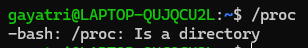 gayatri@LAPTOP-QUJQCU2L:~$ /proc
-bash: /proc: Is a directory